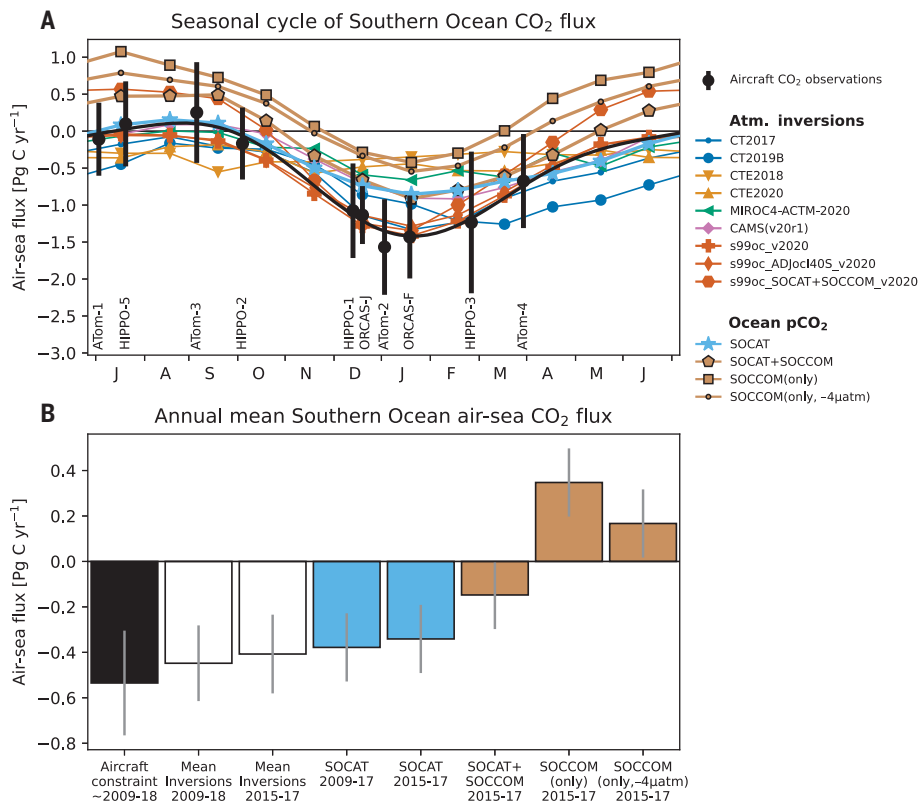 A
Seasonal cycle of Southern Ocean CO₂ flux
Air-sea flux [Pg C yr⁻¹]
1.0
0.5
0.0
−0.5
−1.0
−1.5
−2.0
−2.5
−3.0
ATom-1
HIPPO-5
ATom-3
HIPPO-2
HIPPO-1
ORCAS-J
ATom-2
ORCAS-F
HIPPO-3
ATom-4
J A S O N D J F M A M J
Aircraft CO₂ observations
Atm. inversions
CT2017
CT2019B
CTE2018
CTE2020
MIROC4-ACTM-2020
CAMS(v20r1)
s99oc_v2020
s99oc_ADJocI40S_v2020
s99oc_SOCAT+SOCCOM_v2020
Ocean pCO₂
SOCAT
SOCAT+SOCCOM
SOCCOM(only)
SOCCOM(only, –4µatm)
B
Annual mean Southern Ocean air-sea CO₂ flux
Air-sea flux [Pg C yr⁻¹]
0.4
0.2
0.0
−0.2
−0.4
−0.6
−0.8
Aircraft
constraint
~2009-18
Mean
Inversions
2009-18
Mean
Inversions
2015-17
SOCAT
2009-17
SOCAT
2015-17
SOCAT+
SOCCOM
2015-17
SOCCOM
(only)
2015-17
SOCCOM
(only,–4µatm)
2015-17